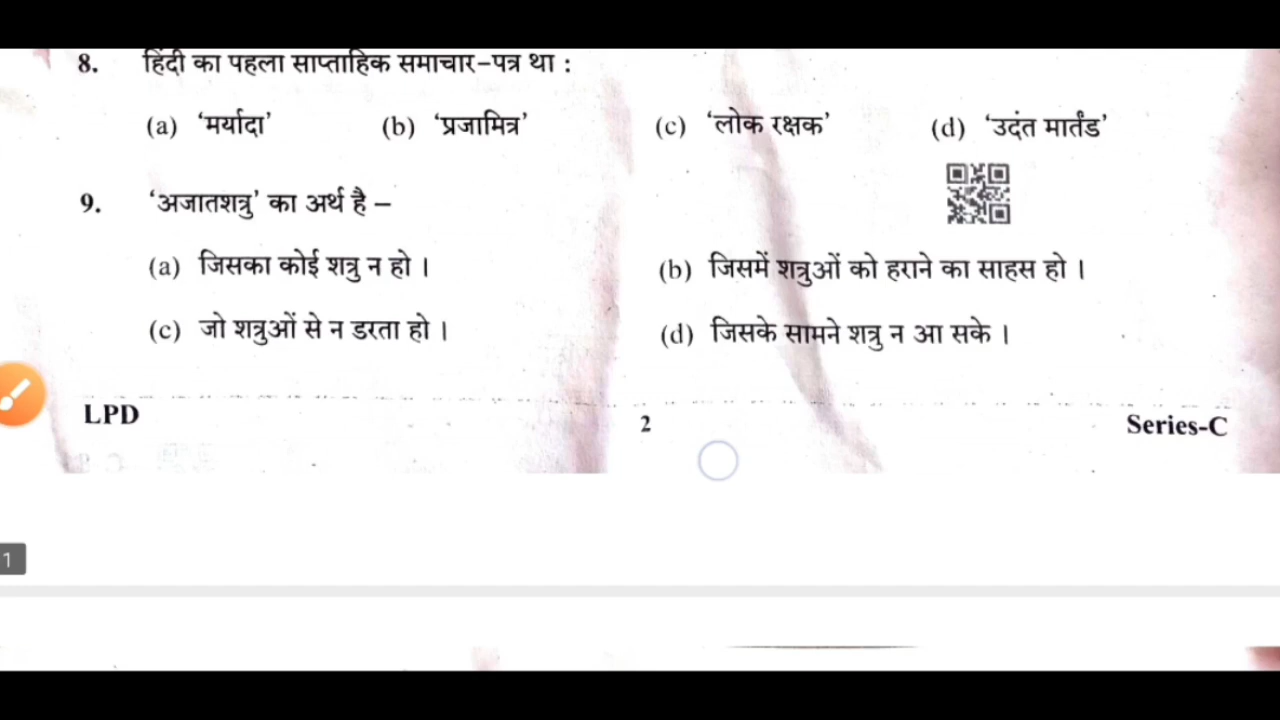 8. हिंदी का पहला साप्ताहिक समाचार-पत्र था :
(a) ‘मर्यादा’ (b) ‘प्रजामित्र’ (c) ‘लोक रक्षक’ (d) ‘उदंत मार्तंड’
9. ‘अजातशत्रु’ का अर्थ है –
(a) जिसका कोई शत्रु न हो । (b) जिसमें शत्रुओं को हराने का साहस हो ।
(c) जो शत्रुओं से न डरता हो । (d) जिसके सामने शत्रु न आ सके ।
LPD 2 Series-C
1